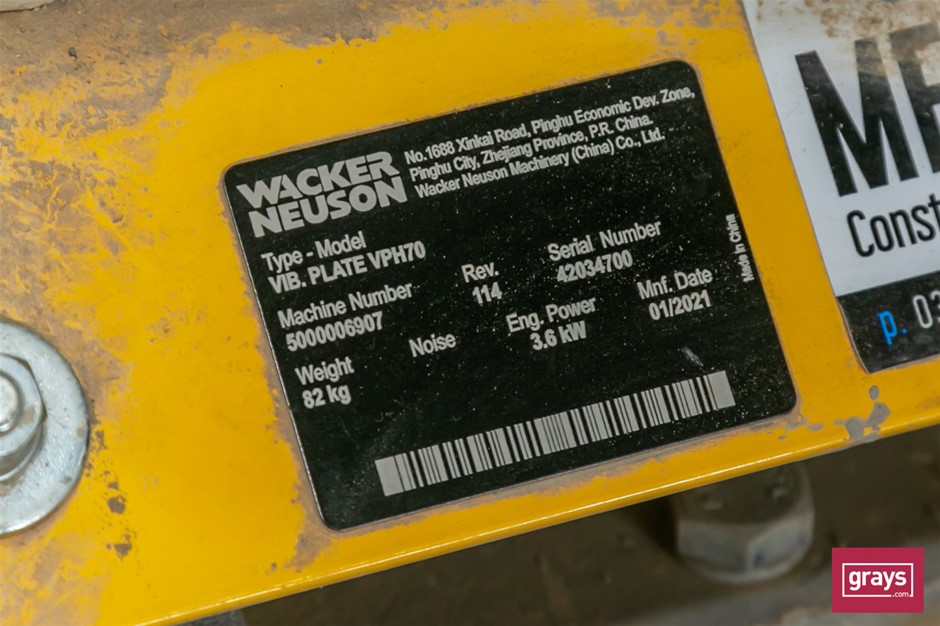 WACKER
NEUSON
No.1688 Xinkai Road, Pinghu Economic Dev. Zone,
Pinghu City, Zhejiang Province, P.R. China.
Wacker Neuson Machinery (China) Co., Ltd.
Type - Model
VIB. PLATE VPH70
Machine Number
5000006907
Rev.
114
Serial Number
42034700
Weight
82 kg
Noise
Eng. Power
3.6 kW
Mnf. Date
01/2021
Made in China
Const
p. 03
grays
.com